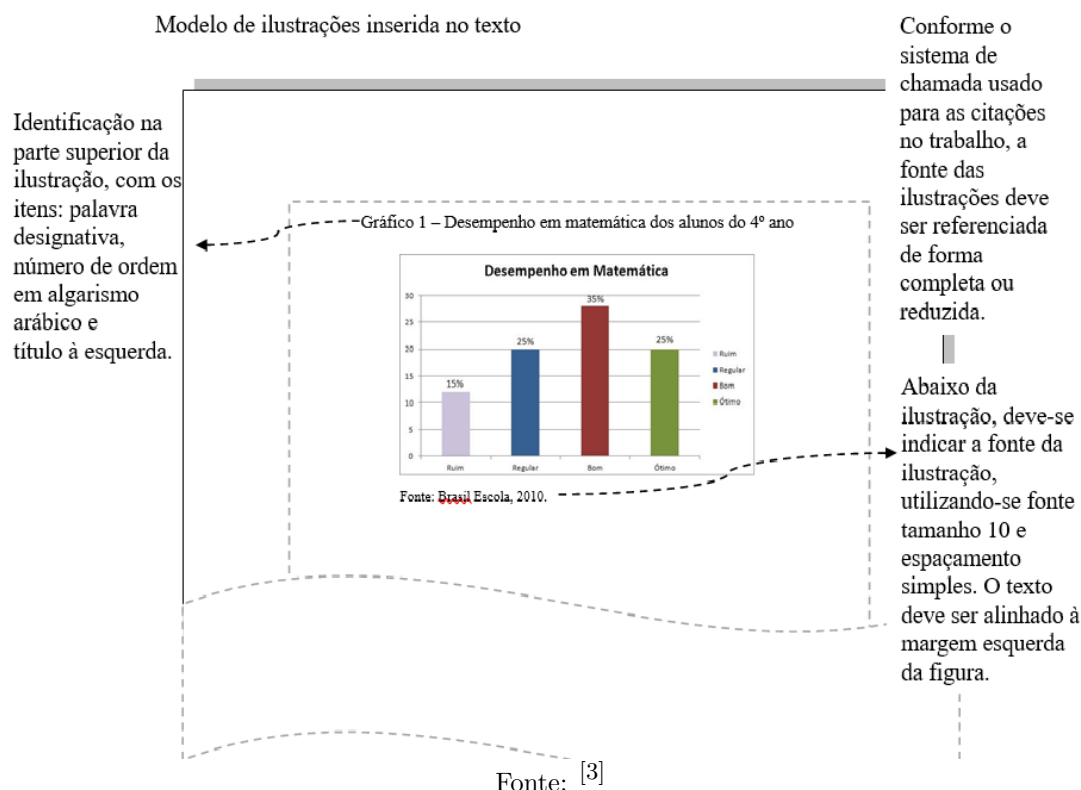 Modelo de ilustrações inserida no texto
Identificação na
parte superior da
ilustração, com os
itens: palavra
designativa,
número de ordem
em algarismo
arábico e
título à esquerda.
Gráfico 1 – Desempenho em matemática dos alunos do 4º ano
Desempenho em Matemática
30
25
20
15
10
5
0
15%
25%
35%
25%
Ruim
Regular
Bom
Ótimo
Ruim
Regular
Bom
Ótimo
Fonte: Brasil Escola, 2010.
Conforme o
sistema de
chamada usado
para as citações
no trabalho, a
fonte das
ilustrações deve
ser referenciada
de forma
completa ou
reduzida.
Abaixo da
ilustração, deve-se
indicar a fonte da
ilustração,
utilizando-se fonte
tamanho 10 e
espaçamento
simples. O texto
deve ser alinhado à
margem esquerda
da figura.
Fonte: [3]